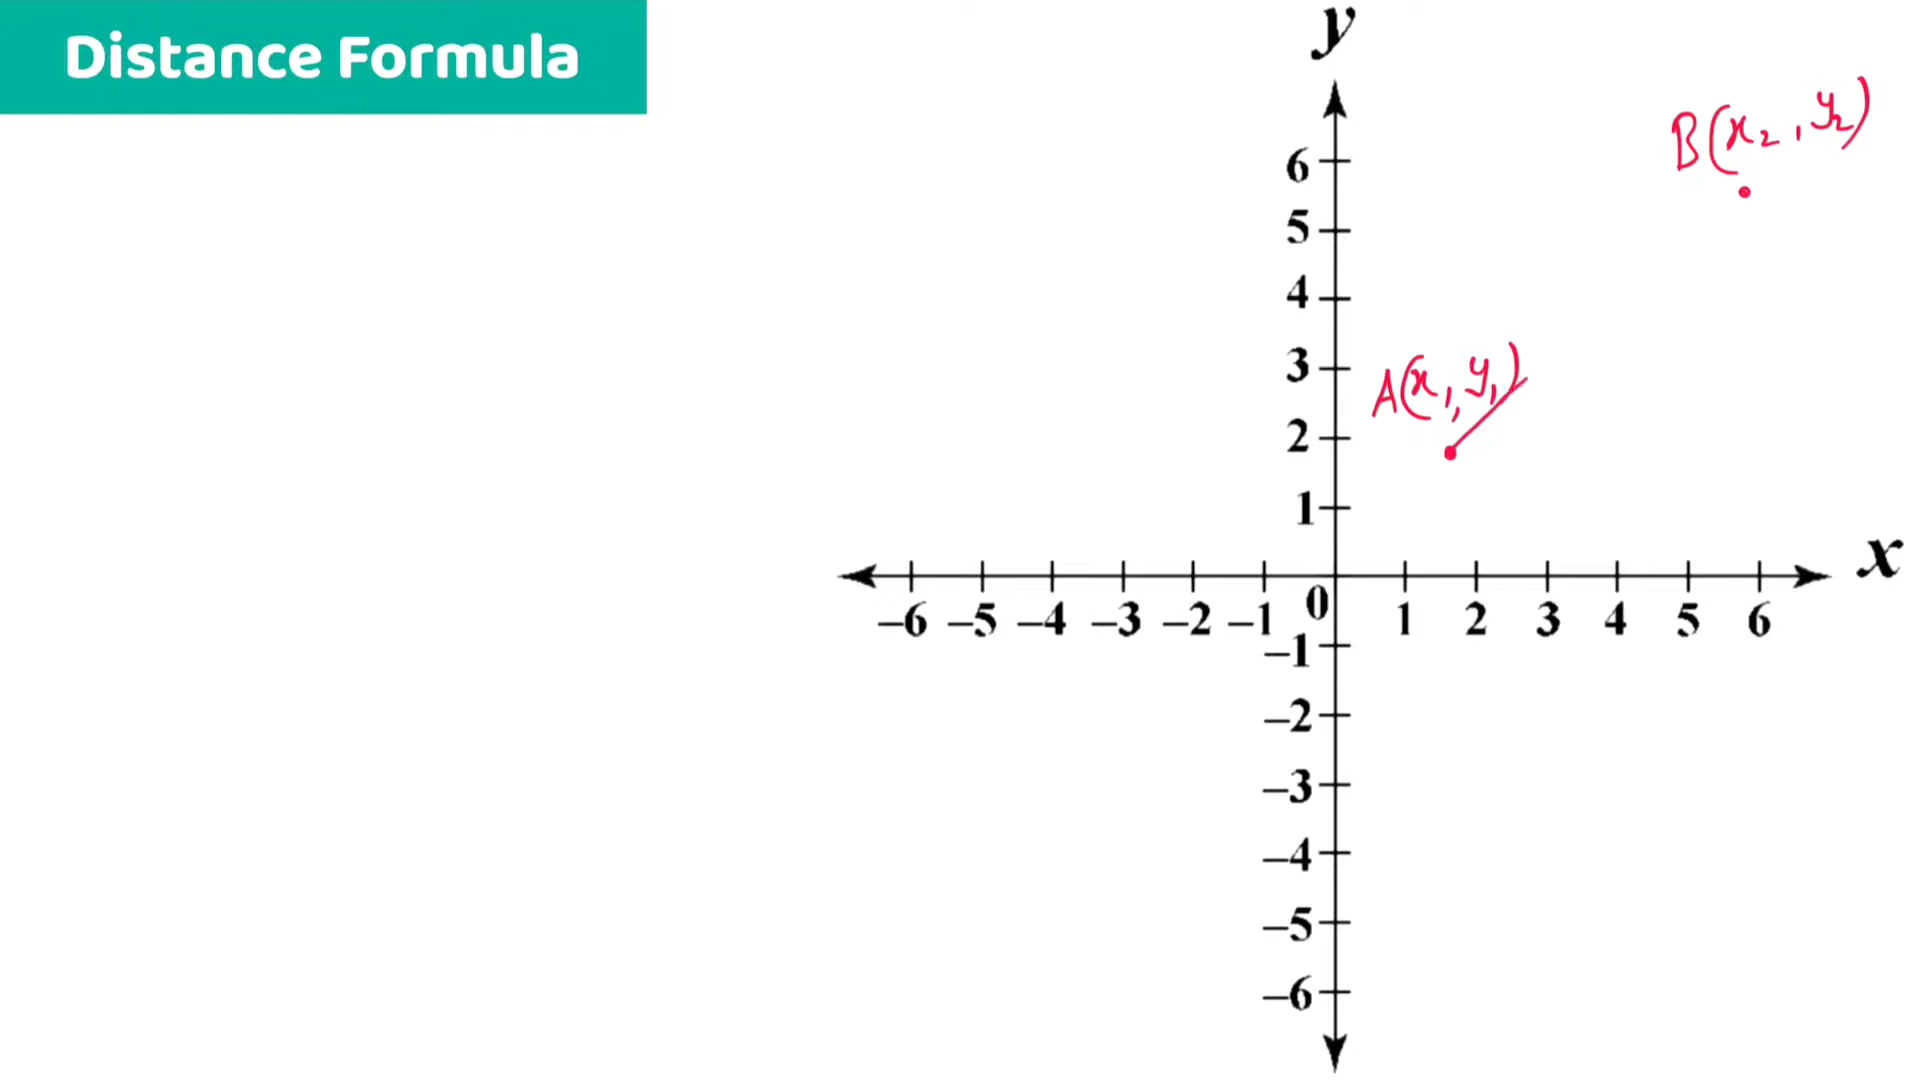 Distance Formula
y
B(x₂, y₂)
6
5
4
3
A(x₁, y₁)
2
1
x
–6 –5 –4 –3 –2 –1 0 1 2 3 4 5 6
–1
–2
–3
–4
–5
–6